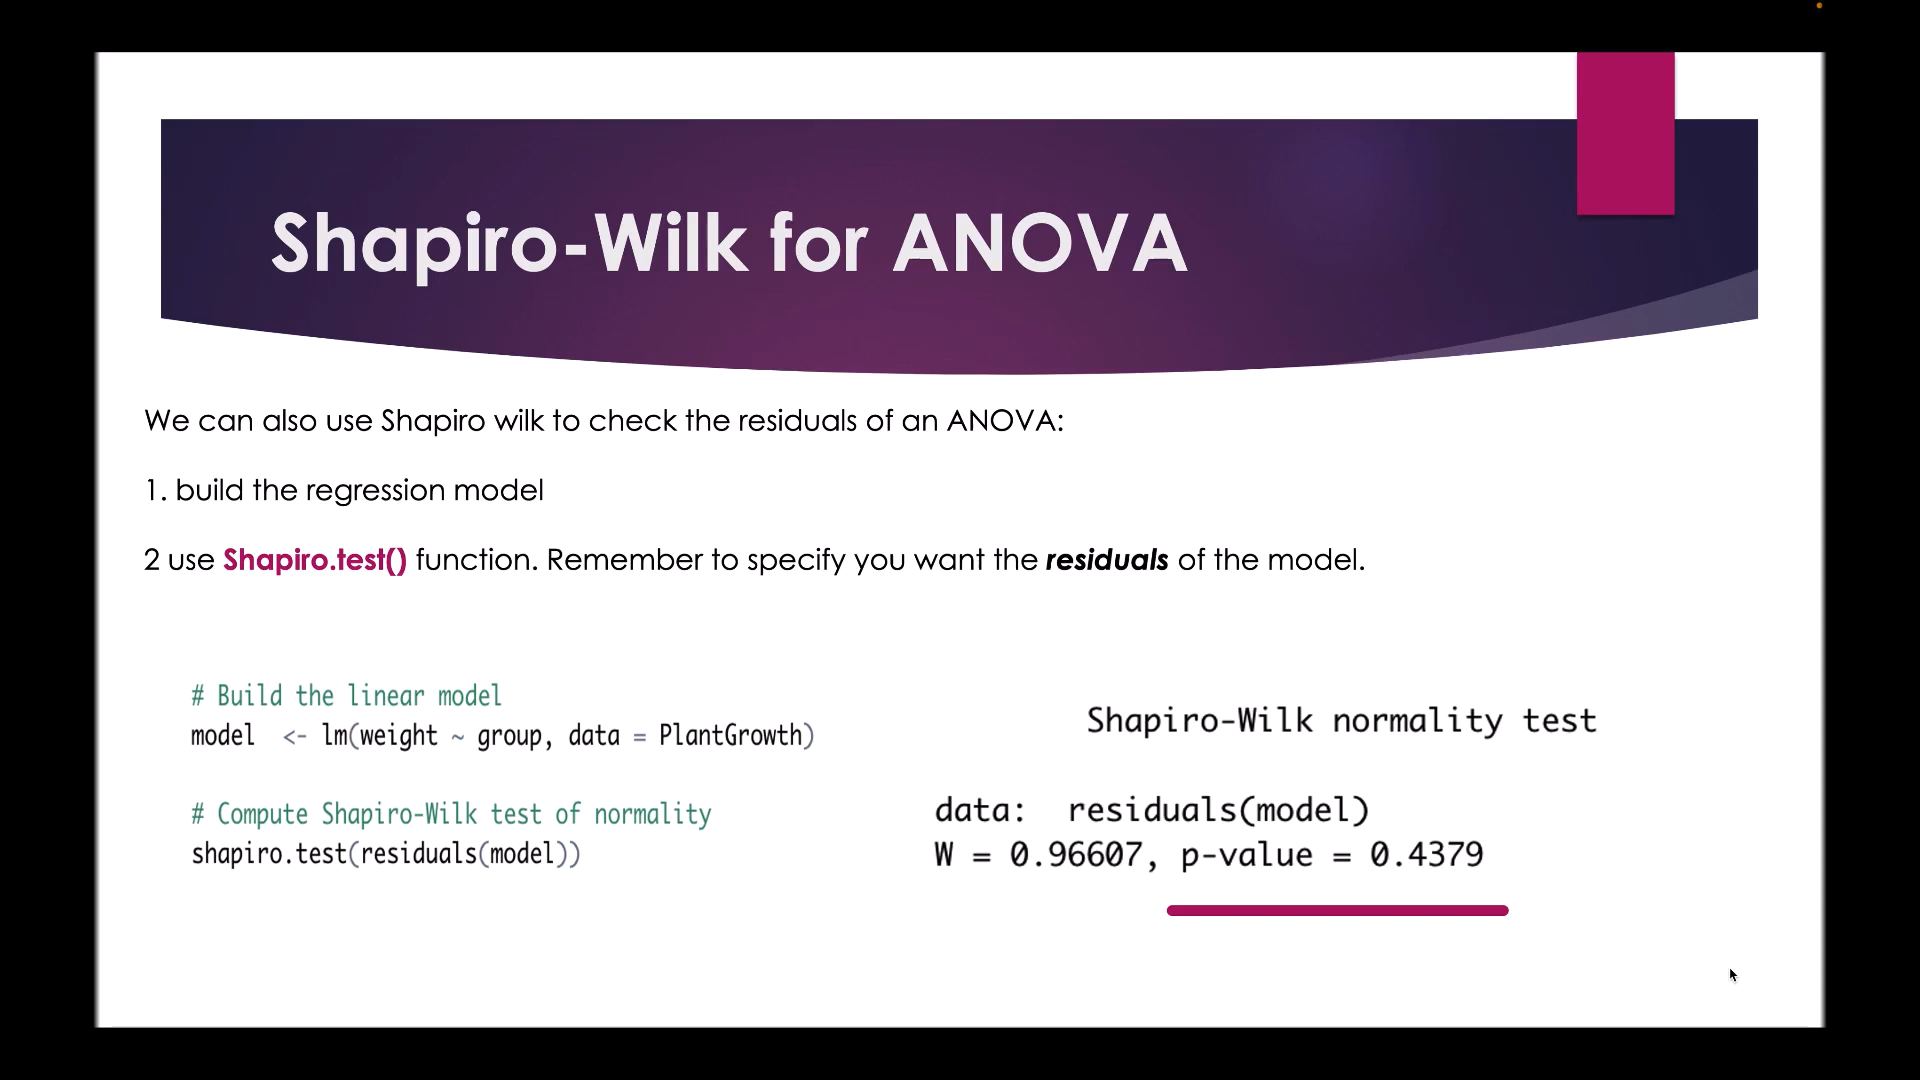 Shapiro-Wilk for ANOVA
We can also use Shapiro wilk to check the residuals of an ANOVA:
1. build the regression model
2 use Shapiro.test() function. Remember to specify you want the residuals of the model.
# Build the linear model
model <- lm(weight ~ group, data = PlantGrowth)
# Compute Shapiro-Wilk test of normality
shapiro.test(residuals(model))
Shapiro-Wilk normality test
data: residuals(model)
W = 0.96607, p-value = 0.4379